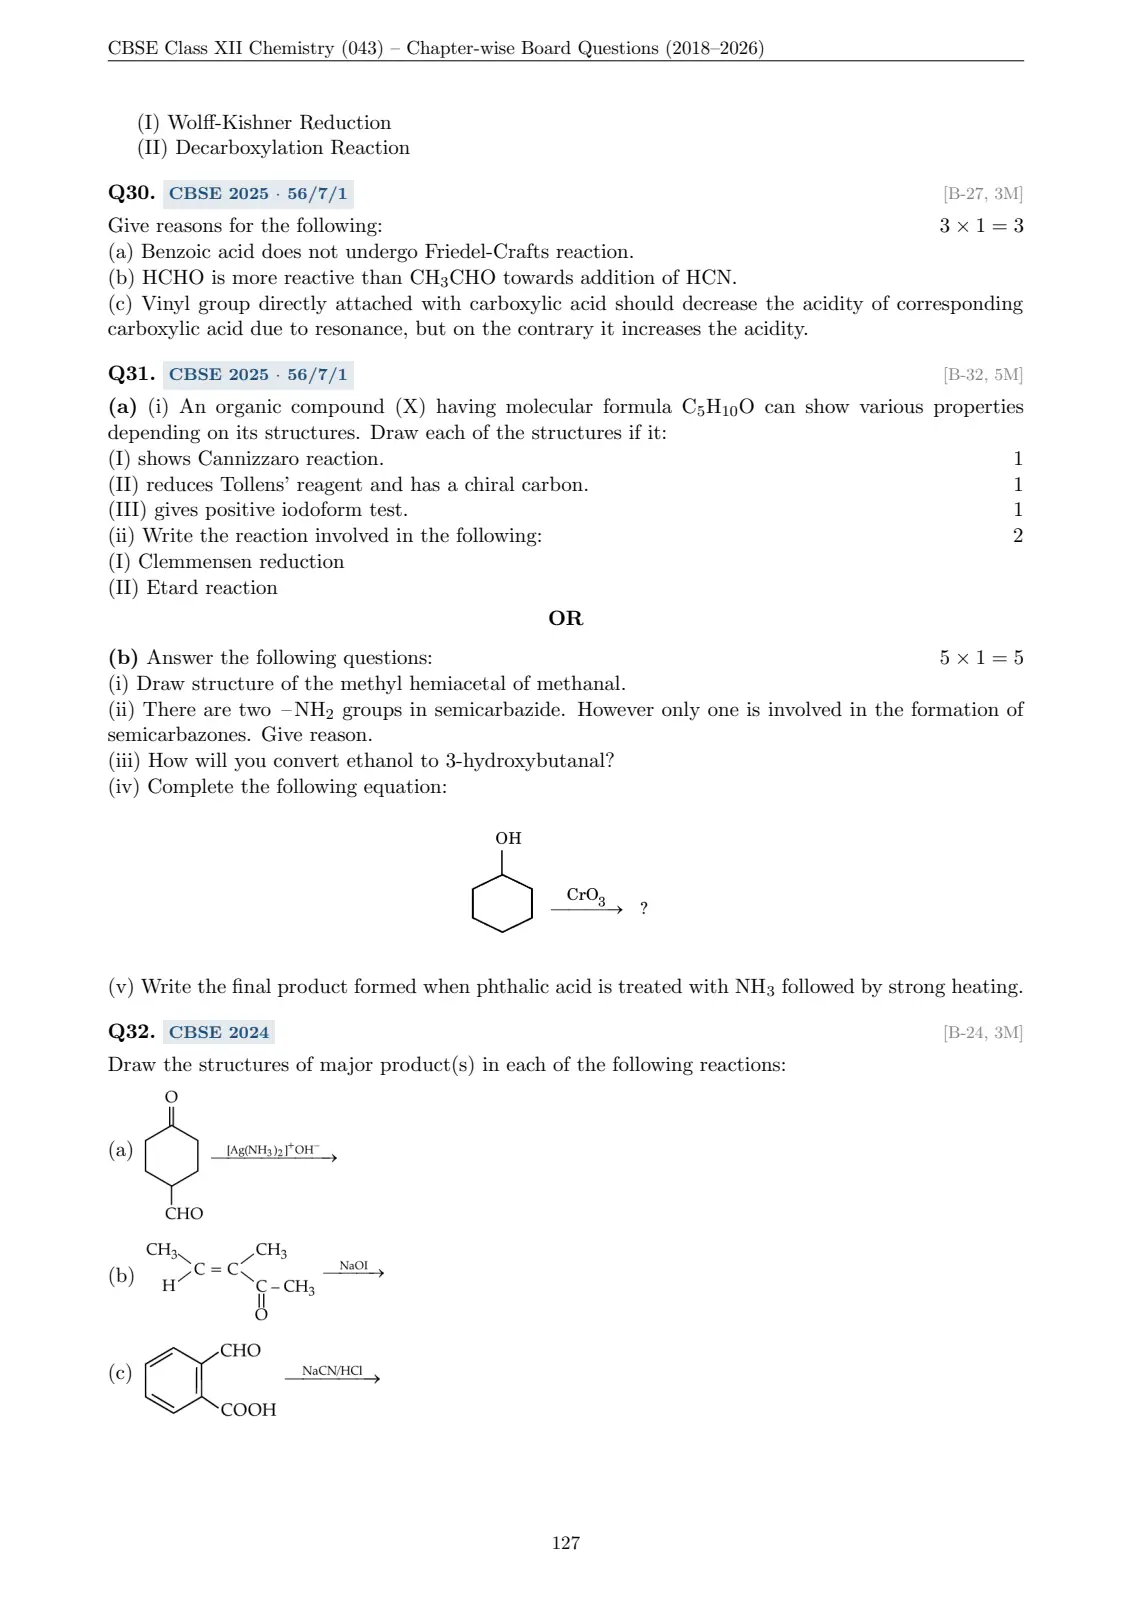 CBSE Class XII Chemistry (043) – Chapter-wise Board Questions (2018–2026)
(I) Wolff-Kishner Reduction
(II) Decarboxylation Reaction
Q30. CBSE 2025 · 56/7/1 [B-27, 3M]
Give reasons for the following: 3 × 1 = 3
(a) Benzoic acid does not undergo Friedel-Crafts reaction.
(b) HCHO is more reactive than CH₃CHO towards addition of HCN.
(c) Vinyl group directly attached with carboxylic acid should decrease the acidity of corresponding
carboxylic acid due to resonance, but on the contrary it increases the acidity.
Q31. CBSE 2025 · 56/7/1 [B-32, 5M]
(a) (i) An organic compound (X) having molecular formula C₅H₁₀O can show various properties
depending on its structures. Draw each of the structures if it:
(I) shows Cannizzaro reaction. 1
(II) reduces Tollens' reagent and has a chiral carbon. 1
(III) gives positive iodoform test. 1
(ii) Write the reaction involved in the following: 2
(I) Clemmensen reduction
(II) Etard reaction
OR
(b) Answer the following questions: 5 × 1 = 5
(i) Draw structure of the methyl hemiacetal of methanal.
(ii) There are two –NH₂ groups in semicarbazide. However only one is involved in the formation of
semicarbazones. Give reason.
(iii) How will you convert ethanol to 3-hydroxybutanal?
(iv) Complete the following equation:
OH
CrO₃
?
(v) Write the final product formed when phthalic acid is treated with NH₃ followed by strong heating.
Q32. CBSE 2024 [B-24, 3M]
Draw the structures of major product(s) in each of the following reactions:
O
(a) [Ag(NH₃)₂]⁺OH⁻
CHO
CH₃ CH₃
C = C NaOI
(b) H C – CH₃
O
CHO
(c) NaCN/HCl
COOH
127